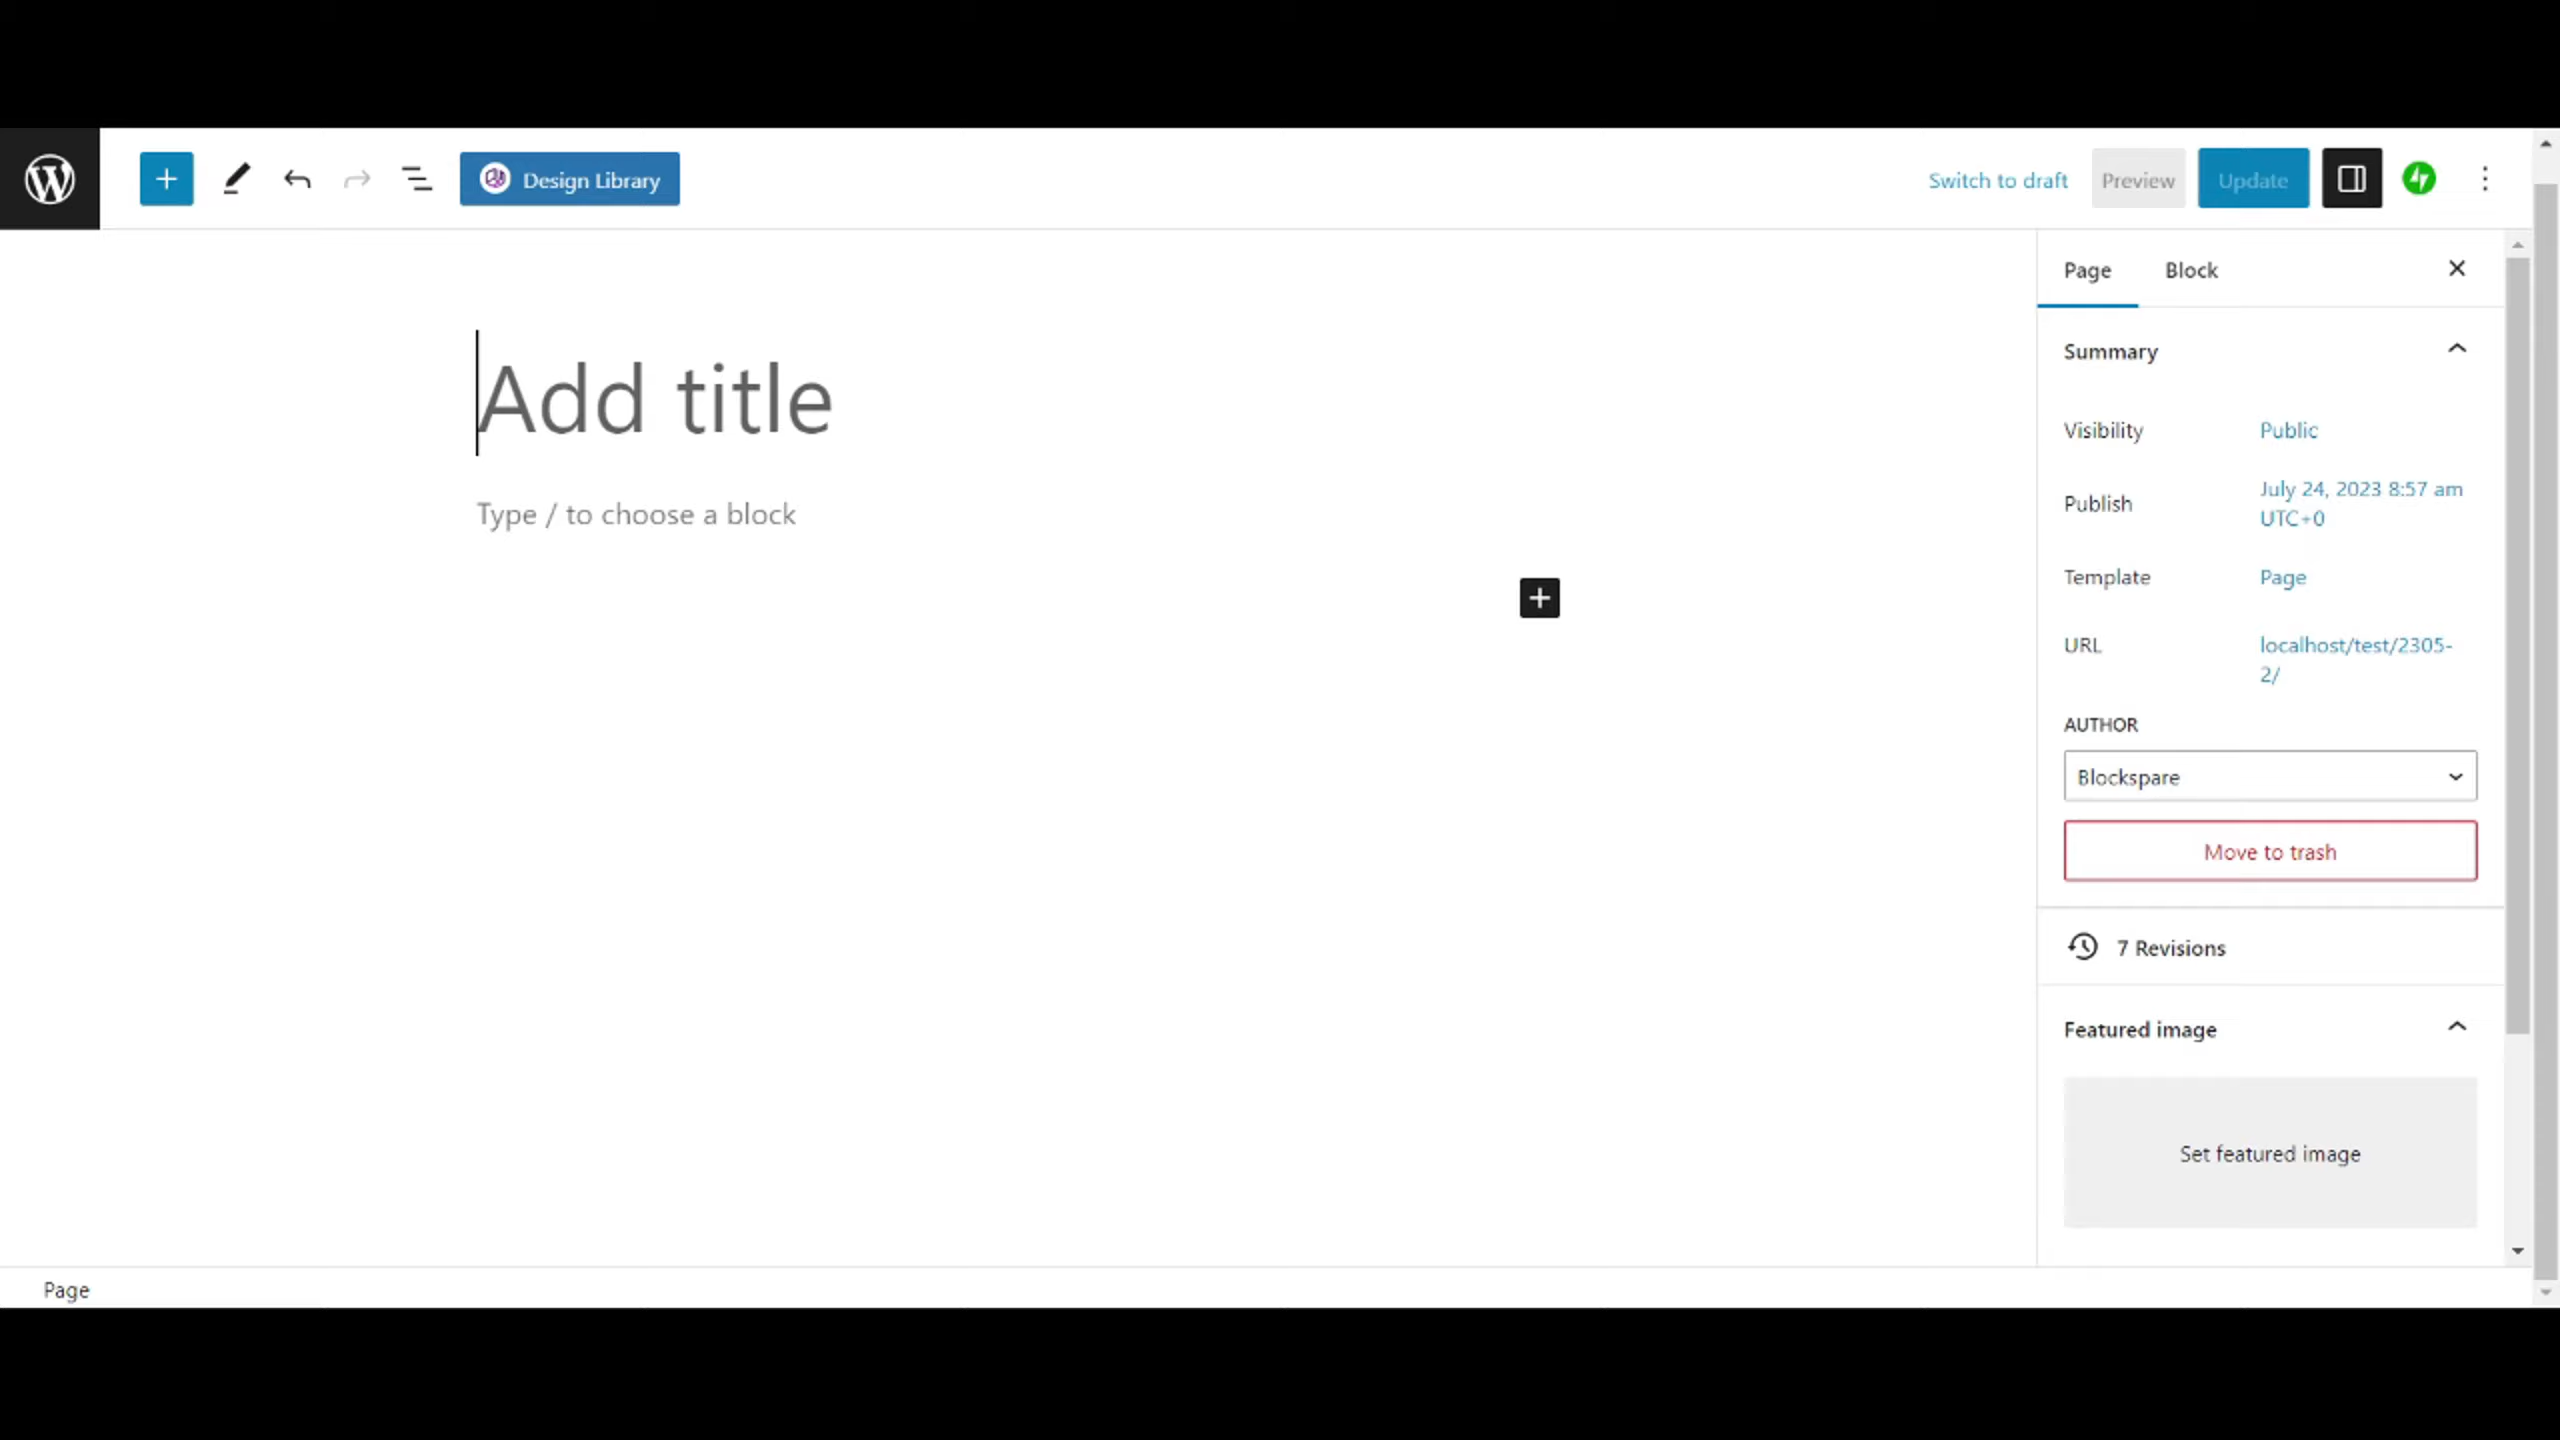 Design Library
Switch to draft
Preview
Update
Page
Block
Add title
Type / to choose a block
Summary
Visibility
Public
Publish
July 24, 2023 8:57 am
UTC+0
Template
Page
URL
localhost/test/2305-
2/
AUTHOR
Blockspare
Move to trash
7 Revisions
Featured image
Set featured image
Page